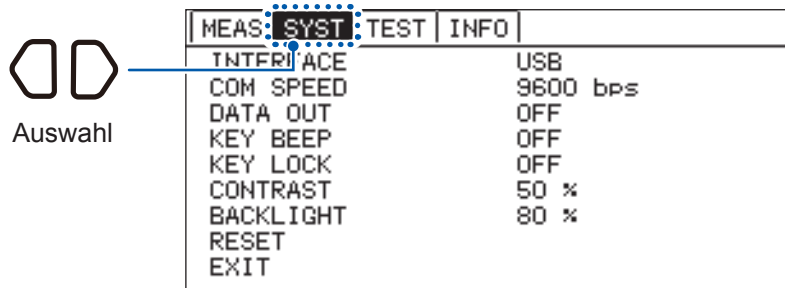 MEAS SYST TEST INFO
INTERFACE USB
COM SPEED 9600 bps
Auswahl
DATA OUT OFF
KEY BEEP OFF
KEY LOCK OFF
CONTRAST 50 %
BACKLIGHT 80 %
RESET
EXIT